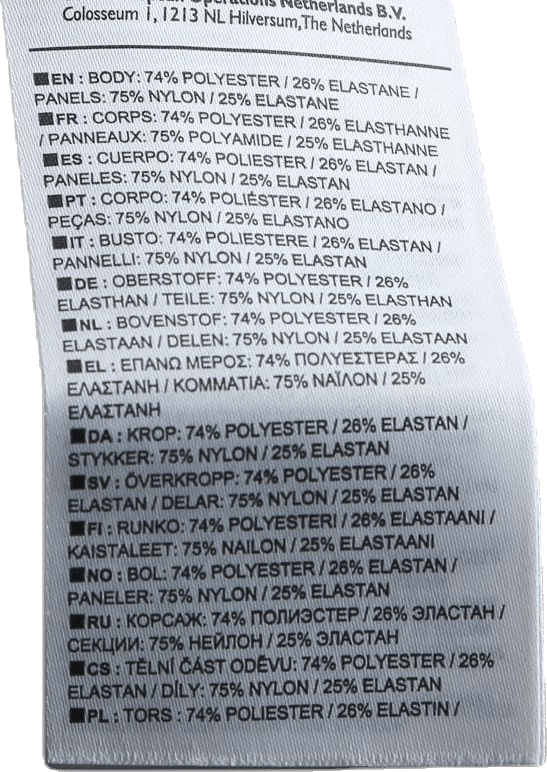 Operations Netherlands B.V.
Colosseum 1, 1213 NL Hilversum, The Netherlands
EN : BODY: 74% POLYESTER / 26% ELASTANE /
PANELS: 75% NYLON / 25% ELASTANE
FR : CORPS: 74% POLYESTER / 26% ELASTHANNE
/ PANNEAUX: 75% POLYAMIDE / 25% ELASTHANNE
ES : CUERPO: 74% POLIESTER / 26% ELASTAN /
PANELES: 75% NYLON / 25% ELASTAN
PT : CORPO: 74% POLIÉSTER / 26% ELASTANO /
PEÇAS: 75% NYLON / 25% ELASTANO
IT : BUSTO: 74% POLIESTERE / 26% ELASTAN /
PANNELLI: 75% NYLON / 25% ELASTAN
DE : OBERSTOFF: 74% POLYESTER / 26%
ELASTHAN / TEILE: 75% NYLON / 25% ELASTHAN
NL : BOVENSTOF: 74% POLYESTER / 26%
ELASTAAN / DELEN: 75% NYLON / 25% ELASTAAN
EL : ΕΠΑΝΩ ΜΕΡΟΣ: 74% ΠΟΛΥΕΣΤΕΡΑΣ / 26%
ΕΛΑΣΤΑΝΗ / ΚΟΜΜΑΤΙΑ: 75% ΝΑΪΛΟΝ / 25%
ΕΛΑΣΤΑΝΗ
DA : KROP: 74% POLYESTER / 26% ELASTAN /
STYKKER: 75% NYLON / 25% ELASTAN
SV : ÖVERKROPP: 74% POLYESTER / 26%
ELASTAN / DELAR: 75% NYLON / 25% ELASTAN
FI : RUNKO: 74% POLYESTERI / 26% ELASTAANI /
KAISTALEET: 75% NAILON / 25% ELASTAANI
NO : BOL: 74% POLYESTER / 26% ELASTAN /
PANELER: 75% NYLON / 25% ELASTAN
RU : КОРСАЖ: 74% ПОЛИЭСТЕР / 26% ЭЛАСТАН /
СЕКЦИИ: 75% НЕЙЛОН / 25% ЭЛАСТАН
CS : TĚLNÍ ČÁST ODĚVU: 74% POLYESTER / 26%
ELASTAN / DÍLY: 75% NYLON / 25% ELASTAN
PL : TORS : 74% POLIESTER / 26% ELASTIN /